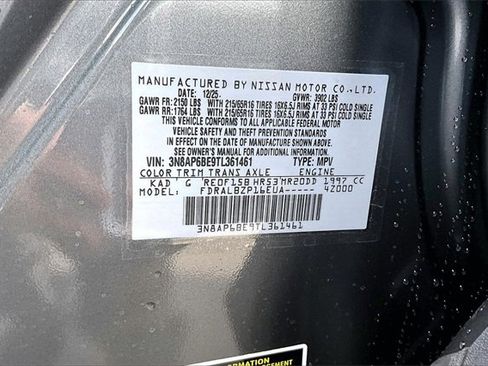 MANUFACTURED BY NISSAN MOTOR CO.,LTD.
DATE: 12/25 GVWR: 3902 LBS
GAWR FR: 2150 LBS WITH 215/65R16 TIRES 16X6.5J RIMS AT 33 PSI COLD SINGLE
GAWR RR: 1764 LBS WITH 215/65R16 TIRES 16X6.5J RIMS AT 33 PSI COLD SINGLE
THIS VEHICLE CONFORMS TO ALL APPLICABLE FEDERAL MOTOR
VEHICLE SAFETY AND THEFT PREVENTION STANDARDS
IN EFFECT ON THE DATE OF MANUFACTURE SHOWN ABOVE.
SEE OWNER'S MANUAL FOR ADDITIONAL INFORMATION.
VIN: 3N8AP6BE9TL361461 TYPE: MPV
COLOR TRIM TRANS AXLE ENGINE
KAD G RE0F15B HR53 MR20DD 1997 CC
MODEL: FDRALBZP16EUA----- 42000
3N8AP6BE9TL361461
INFORMATION